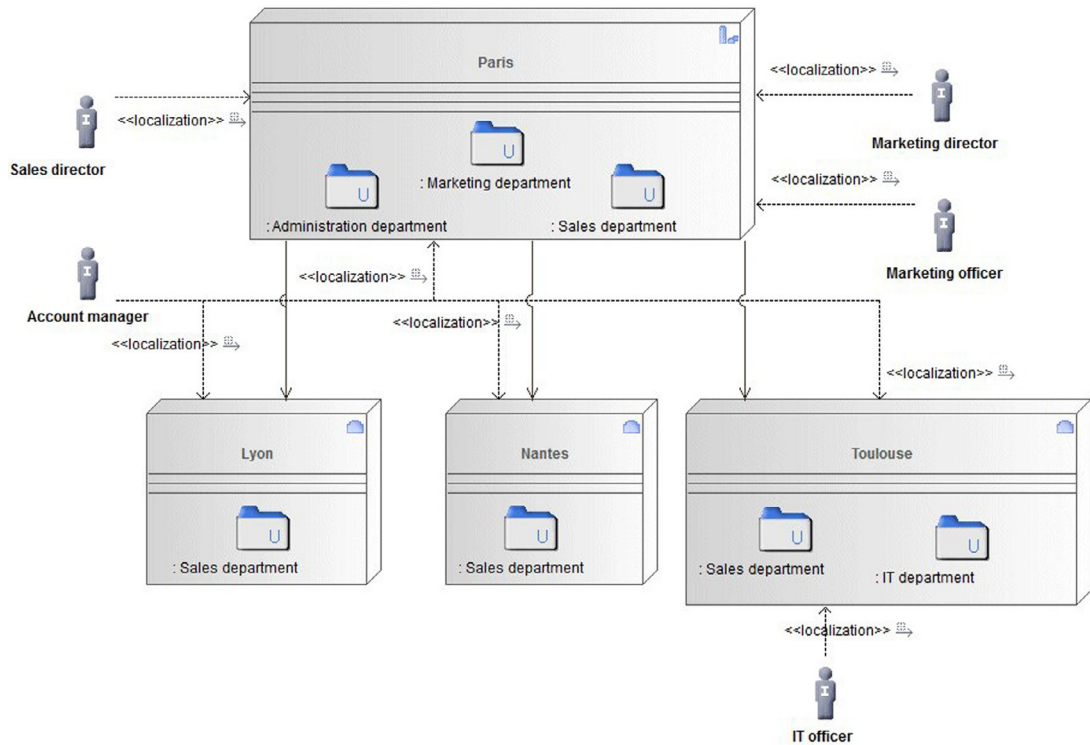 Paris
<<localization>>
<<localization>>
Sales director
Marketing director
: Marketing department
<<localization>>
: Administration department
: Sales department
Marketing officer
<<localization>>
Account manager
<<localization>>
<<localization>>
<<localization>>
Lyon
Nantes
Toulouse
: Sales department
: Sales department
: Sales department
: IT department
<<localization>>
IT officer
U
U
U
U
U
U
U
I
I
I
I
I